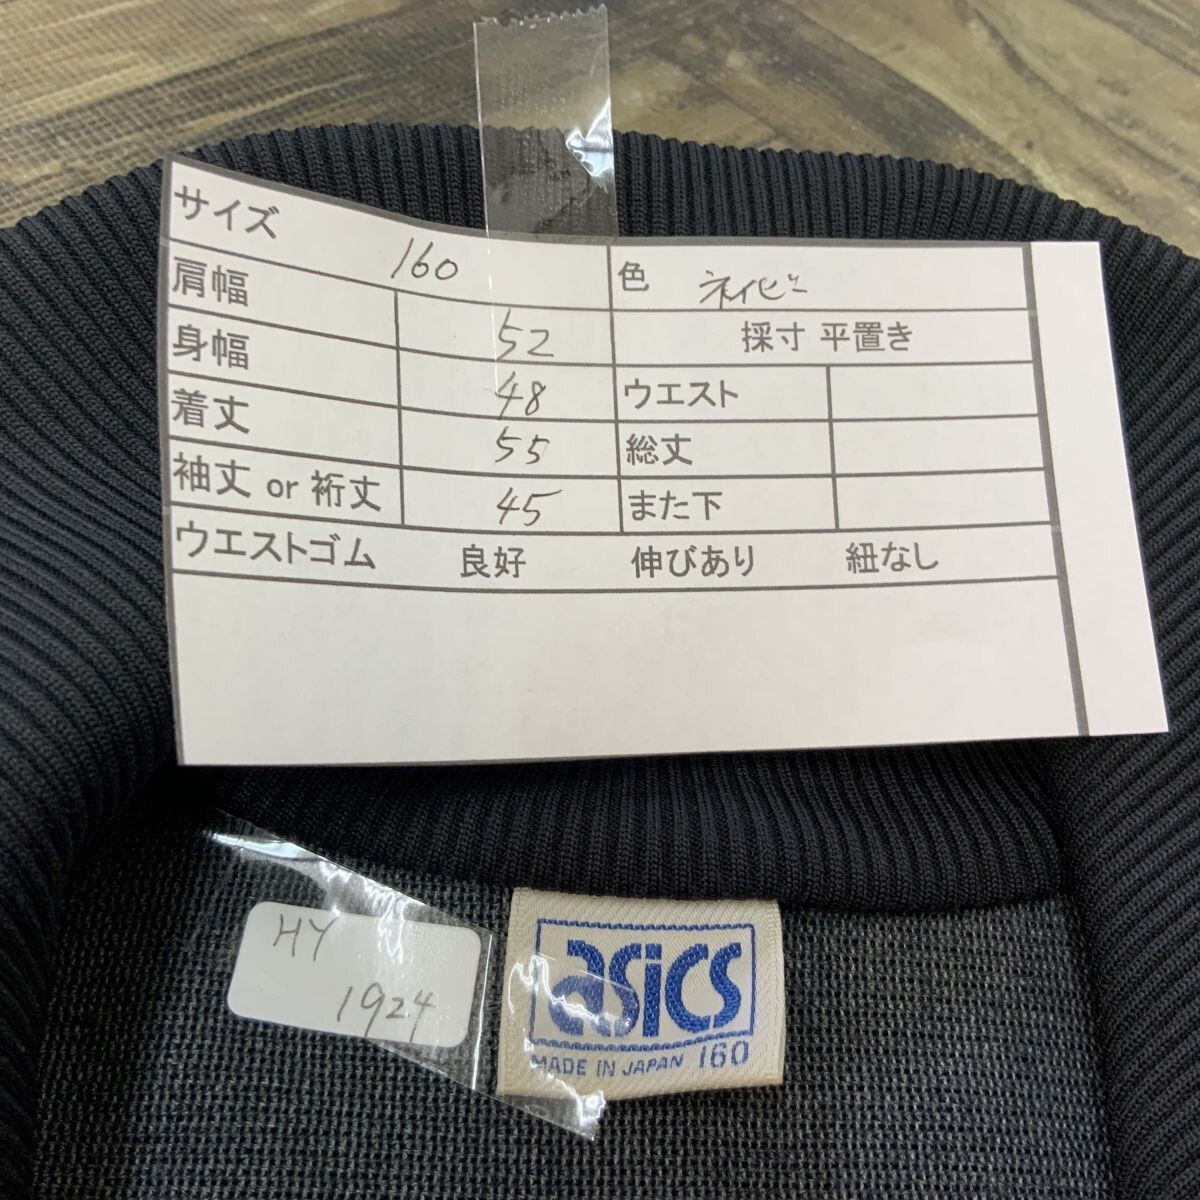 サイズ 160 色 ネイビー
肩幅 52 採寸 平置き
身幅 48 ウエスト
着丈 55 総丈
袖丈 or 裄丈 45 また下
ウエストゴム 良好 伸びあり 紐なし
HY
1924
asics
MADE IN JAPAN 160